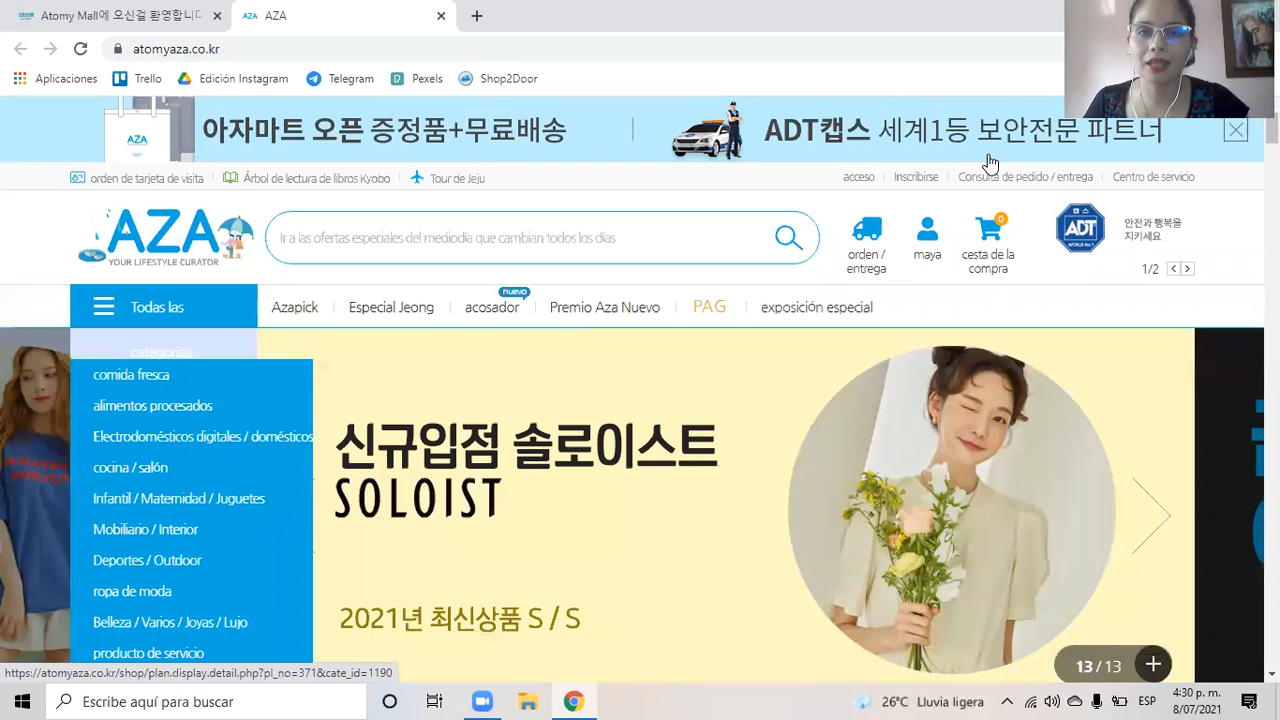 Atomy Mall에 오신걸 환영합니다
AZA AZA
atomyaza.co.kr
Aplicaciones Trello Edición Instagram Telegram Pexels Shop2Door
AZA
아자마트 오픈 증정품+무료배송 ADT캡스 세계1등 보안전문 파트너
orden de tarjeta de visita Árbol de lectura de libros Kyobo Tour de Jeju acceso Inscribirse Consulta de pedido / entrega Centro de servicio
AZA
YOUR LIFESTYLE CURATOR
Ir a las ofertas especiales del mediodía que cambian todos los días
orden /
entrega
maya
0
cesta de la
compra
캡스
ADT
WORLD No.1
안전과 행복을
지키세요
1/2
Todas las
categorías
Azapick Especial Jeong acosador nuevo Premio Aza Nuevo PAG exposición especial
comida fresca
alimentos procesados
Electrodomésticos digitales / domésticos
cocina / salón
Infantil / Maternidad / Juguetes
Mobiliario / Interior
Deportes / Outdoor
ropa de moda
Belleza / Varios / Joyas / Lujo
producto de servicio
신규입점 솔로이스트
SOLOIST
2021년 최신상품 S / S
13 / 13
https://atomyaza.co.kr/shop/plan.display.detail.php?pl_no=371&cate_id=1190
Escribe aquí para buscar
26°C Lluvia ligera
ESP
4:30 p. m.
8/07/2021